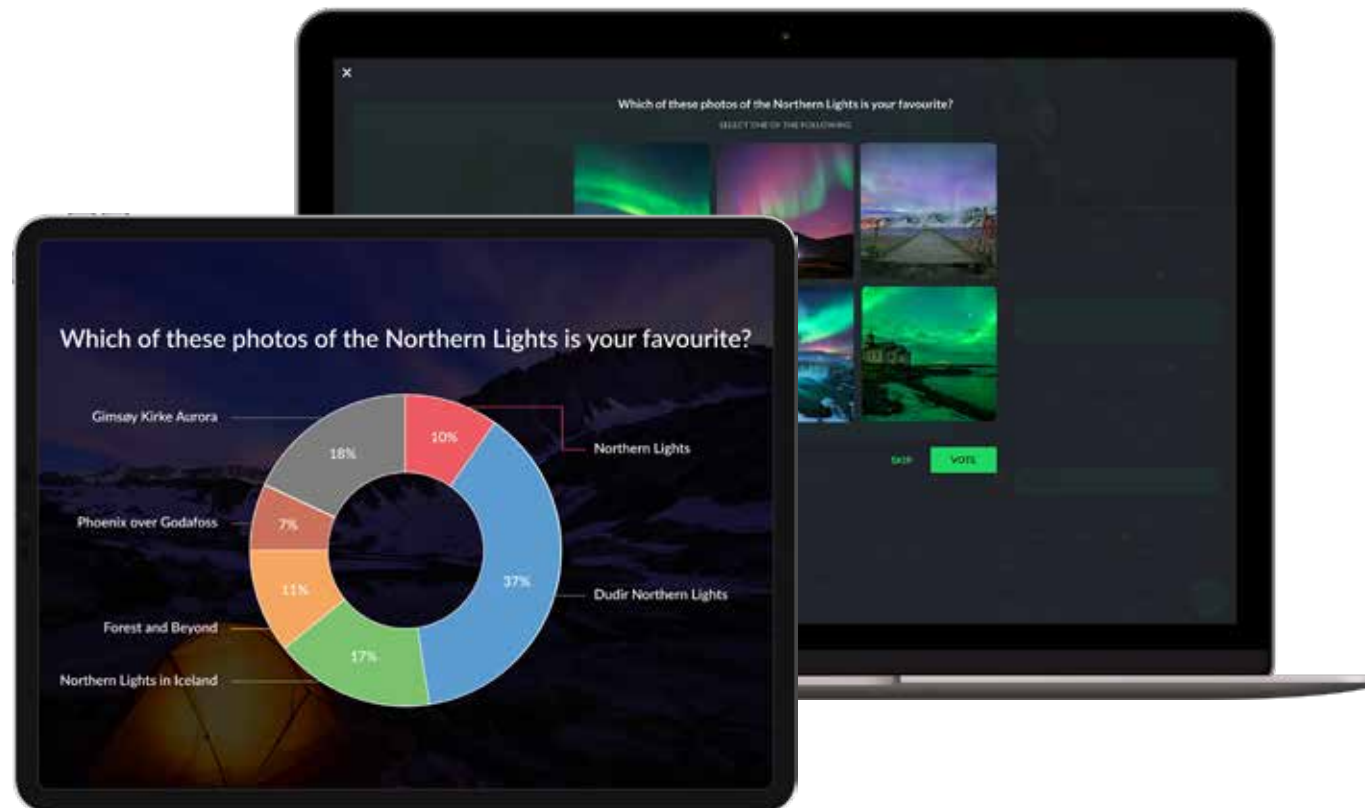 ×
Which of these photos of the Northern Lights is your favourite?
SELECT ONE OF THE FOLLOWING
SKIP
VOTE
Which of these photos of the Northern Lights is your favourite?
Gimsøy Kirke Aurora
18%
10%
Northern Lights
Phoenix over Godafoss
7%
37%
Dudir Northern Lights
11%
Forest and Beyond
17%
Northern Lights in Iceland